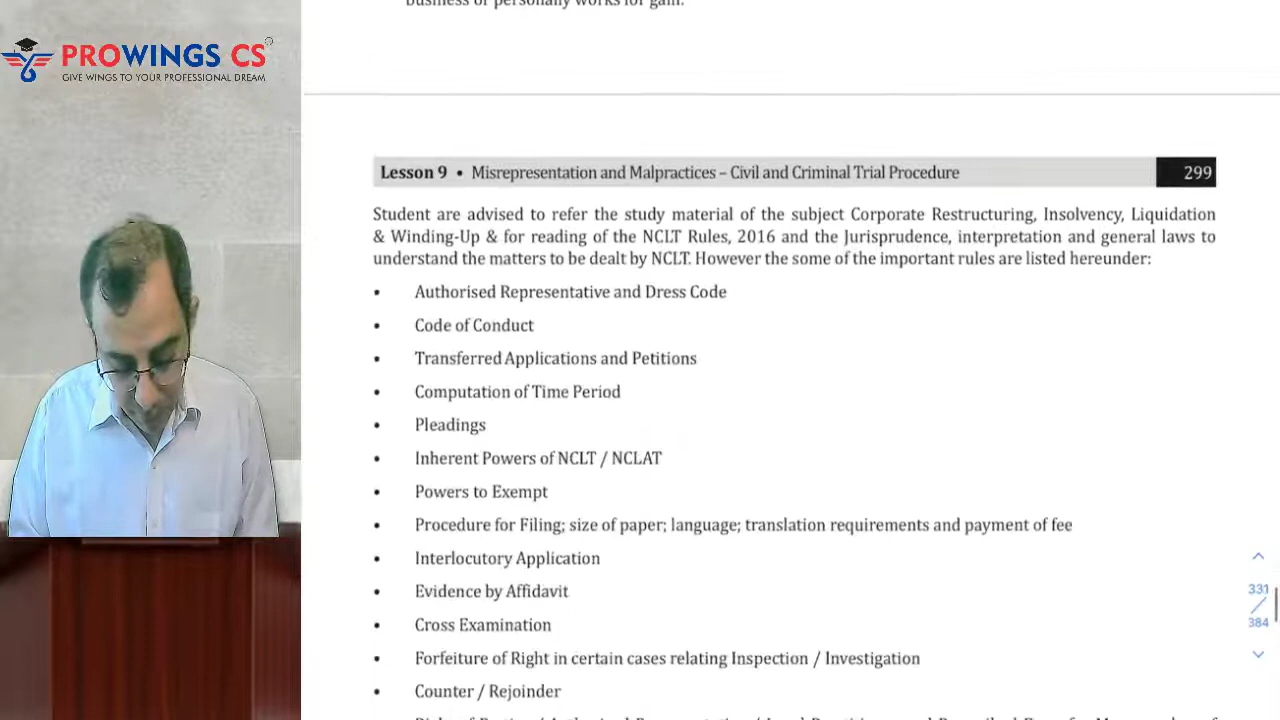 business or personally works for gain.
PROWINGS CS
GIVE WINGS TO YOUR PROFESSIONAL DREAM
Lesson 9 • Misrepresentation and Malpractices – Civil and Criminal Trial Procedure 299
Student are advised to refer the study material of the subject Corporate Restructuring, Insolvency, Liquidation
& Winding-Up & for reading of the NCLT Rules, 2016 and the Jurisprudence, interpretation and general laws to
understand the matters to be dealt by NCLT. However the some of the important rules are listed hereunder:
• Authorised Representative and Dress Code
• Code of Conduct
• Transferred Applications and Petitions
• Computation of Time Period
• Pleadings
• Inherent Powers of NCLT / NCLAT
• Powers to Exempt
• Procedure for Filing; size of paper; language; translation requirements and payment of fee
• Interlocutory Application
• Evidence by Affidavit
• Cross Examination
• Forfeiture of Right in certain cases relating Inspection / Investigation
• Counter / Rejoinder
331
/
384